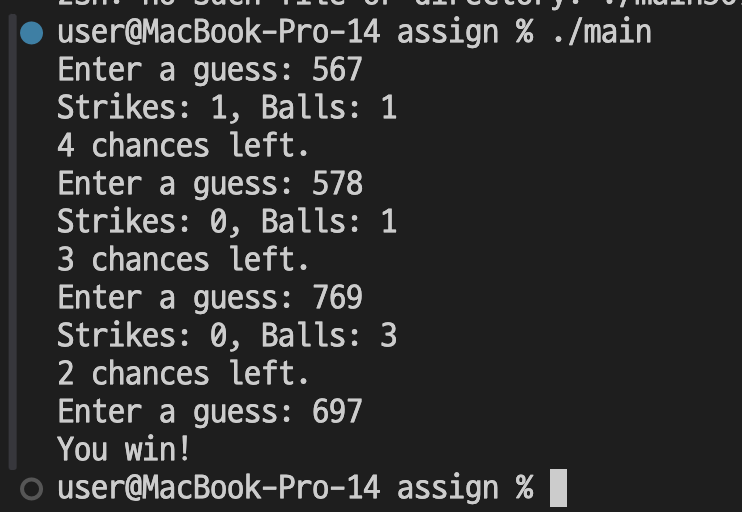 user@MacBook-Pro-14 assign % ./main
Enter a guess: 567
Strikes: 1, Balls: 1
4 chances left.
Enter a guess: 578
Strikes: 0, Balls: 1
3 chances left.
Enter a guess: 769
Strikes: 0, Balls: 3
2 chances left.
Enter a guess: 697
You win!
user@MacBook-Pro-14 assign %